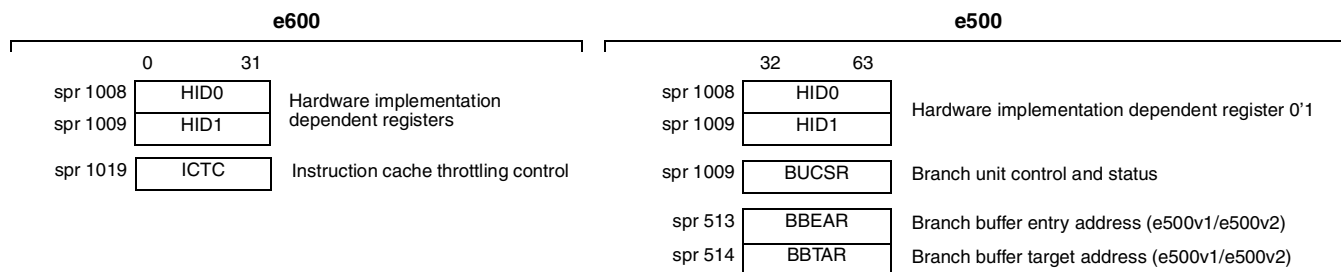 e600
0 31
spr 1008 HID0
spr 1009 HID1
Hardware implementation
dependent registers
spr 1019 ICTC Instruction cache throttling control
e500
32 63
spr 1008 HID0
spr 1009 HID1
Hardware implementation dependent register 0'1
spr 1009 BUCSR Branch unit control and status
spr 513 BBEAR Branch buffer entry address (e500v1/e500v2)
spr 514 BBTAR Branch buffer target address (e500v1/e500v2)